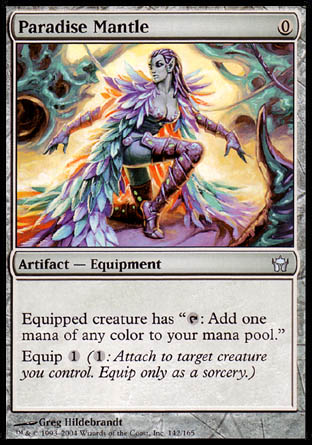 Paradise Mantle 0
Artifact — Equipment
Equipped creature has “: Add one
mana of any color to your mana pool.”
Equip 1 (1: Attach to target creature
you control. Equip only as a sorcery.)
Greg Hildebrandt
™ & © 1993–2004 Wizards of the Coast, Inc. 142/165